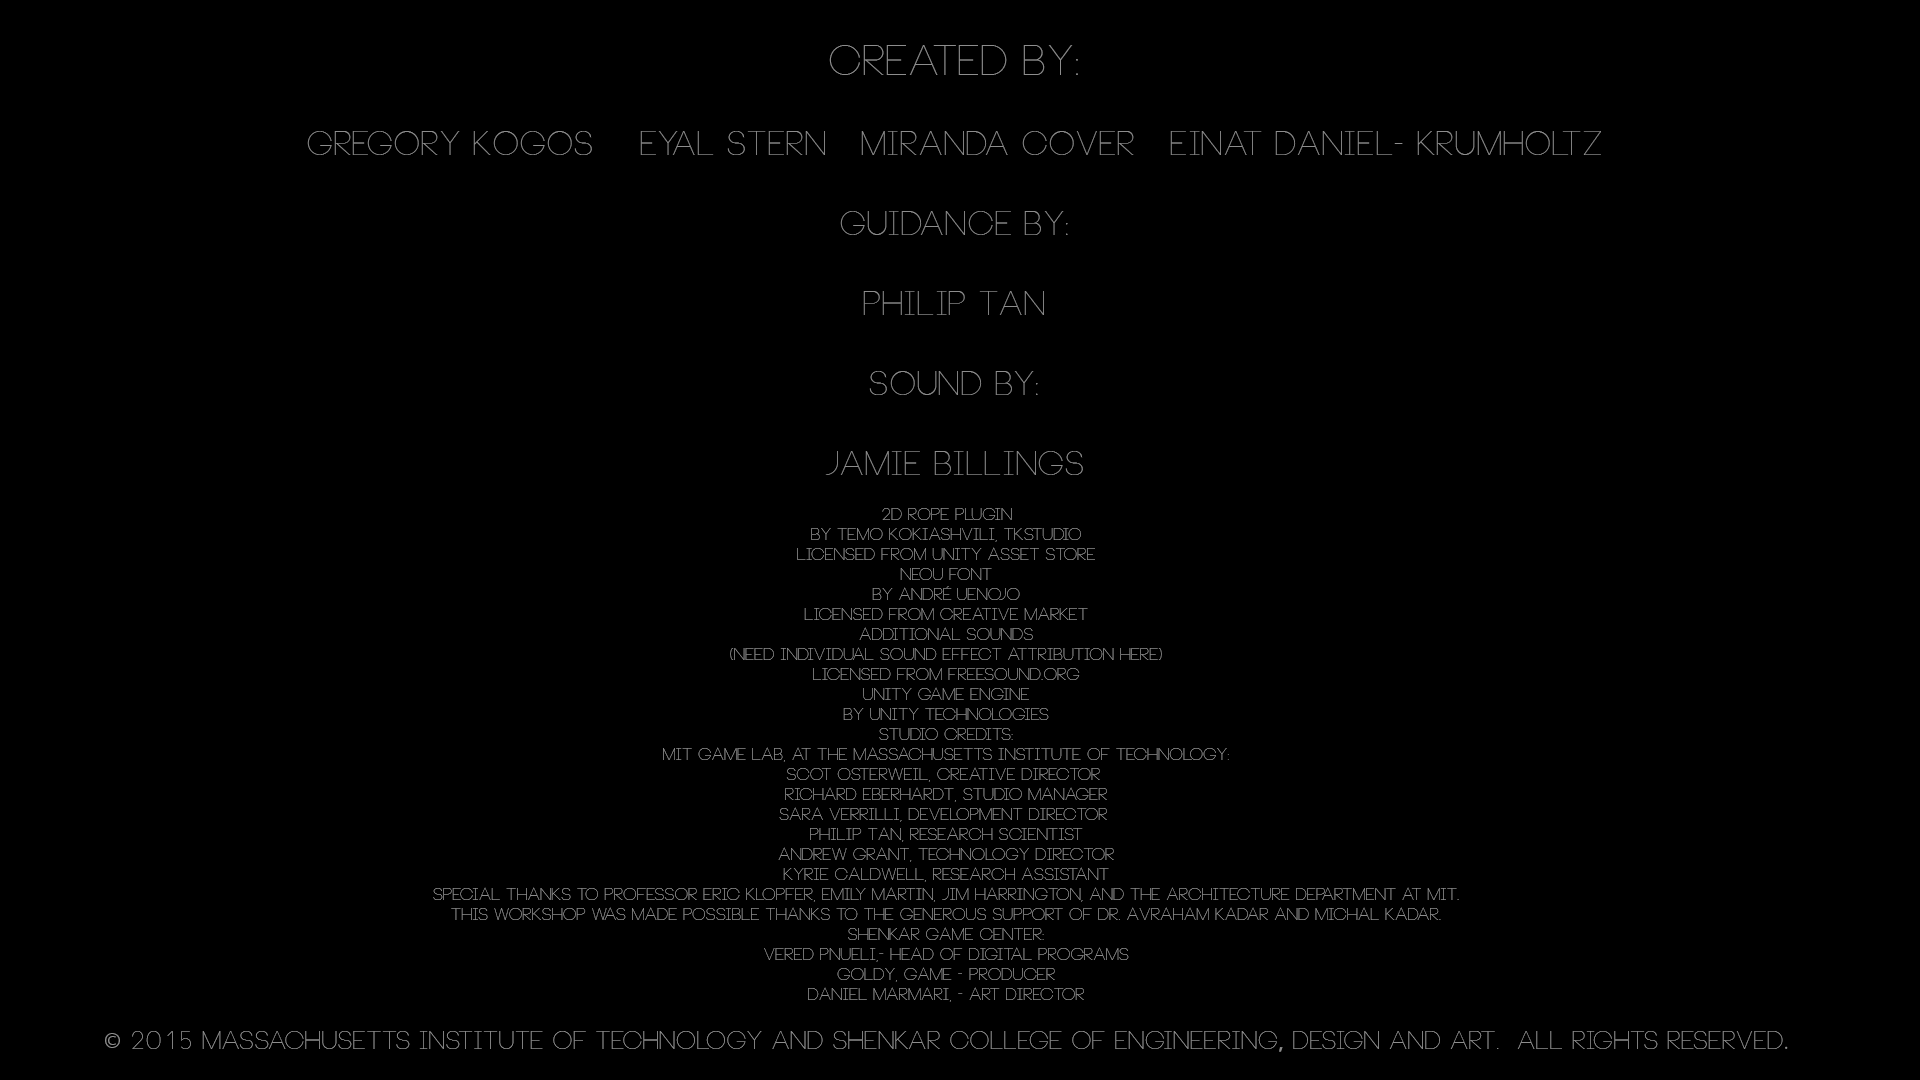 CREATED BY:
GREGORY KOGOS EYAL STERN MIRANDA COVER EINAT DANIEL- KRUMHOLTZ
GUIDANCE BY:
PHILIP TAN
SOUND BY:
JAMIE BILLINGS
2D ROPE PLUGIN
BY TEMO KOKIASHVILI, TKSTUDIO
LICENSED FROM UNITY ASSET STORE
NEOU FONT
BY ANDRÉ UENOJO
LICENSED FROM CREATIVE MARKET
ADDITIONAL SOUNDS
(NEED INDIVIDUAL SOUND EFFECT ATTRIBUTION HERE)
LICENSED FROM FREESOUND.ORG
UNITY GAME ENGINE
BY UNITY TECHNOLOGIES
STUDIO CREDITS:
MIT GAME LAB, AT THE MASSACHUSETTS INSTITUTE OF TECHNOLOGY:
SCOT OSTERWEIL, CREATIVE DIRECTOR
RICHARD EBERHARDT, STUDIO MANAGER
SARA VERRILLI, DEVELOPMENT DIRECTOR
PHILIP TAN, RESEARCH SCIENTIST
ANDREW GRANT, TECHNOLOGY DIRECTOR
KYRIE CALDWELL, RESEARCH ASSISTANT
SPECIAL THANKS TO PROFESSOR ERIC KLOPFER, EMILY MARTIN, JIM HARRINGTON, AND THE ARCHITECTURE DEPARTMENT AT MIT.
THIS WORKSHOP WAS MADE POSSIBLE THANKS TO THE GENEROUS SUPPORT OF DR. AVRAHAM KADAR AND MICHAL KADAR.
SHENKAR GAME CENTER:
VERED PNUELI,- HEAD OF DIGITAL PROGRAMS
GOLDY, GAME - PRODUCER
DANIEL MARMARI, - ART DIRECTOR
© 2015 MASSACHUSETTS INSTITUTE OF TECHNOLOGY AND SHENKAR COLLEGE OF ENGINEERING, DESIGN AND ART. ALL RIGHTS RESERVED.